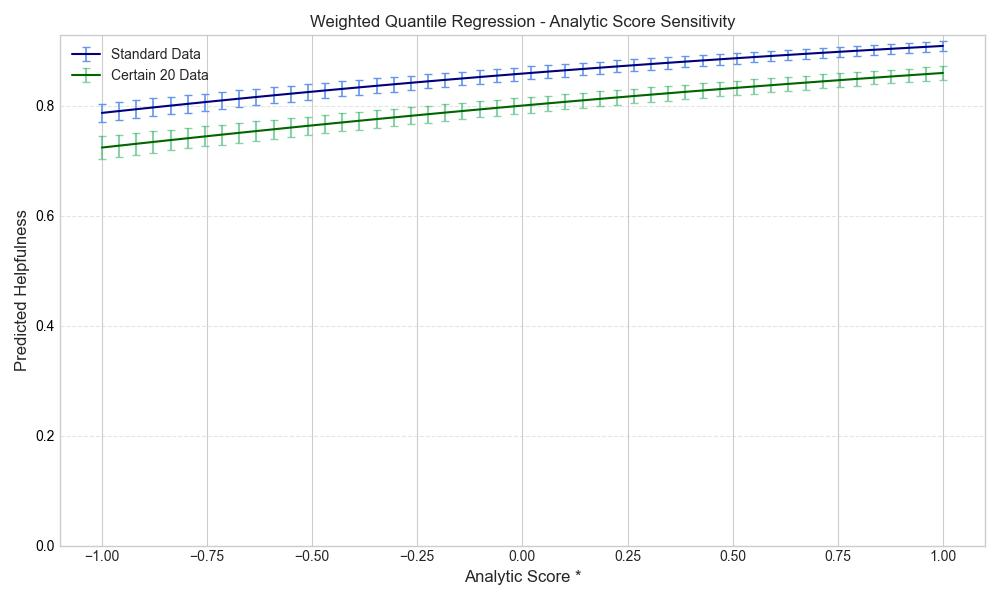 Weighted Quantile Regression - Analytic Score Sensitivity
Standard Data
Certain 20 Data
Predicted Helpfulness
0.8
0.6
0.4
0.2
0.0
−1.00 −0.75 −0.50 −0.25 0.00 0.25 0.50 0.75 1.00
Analytic Score *